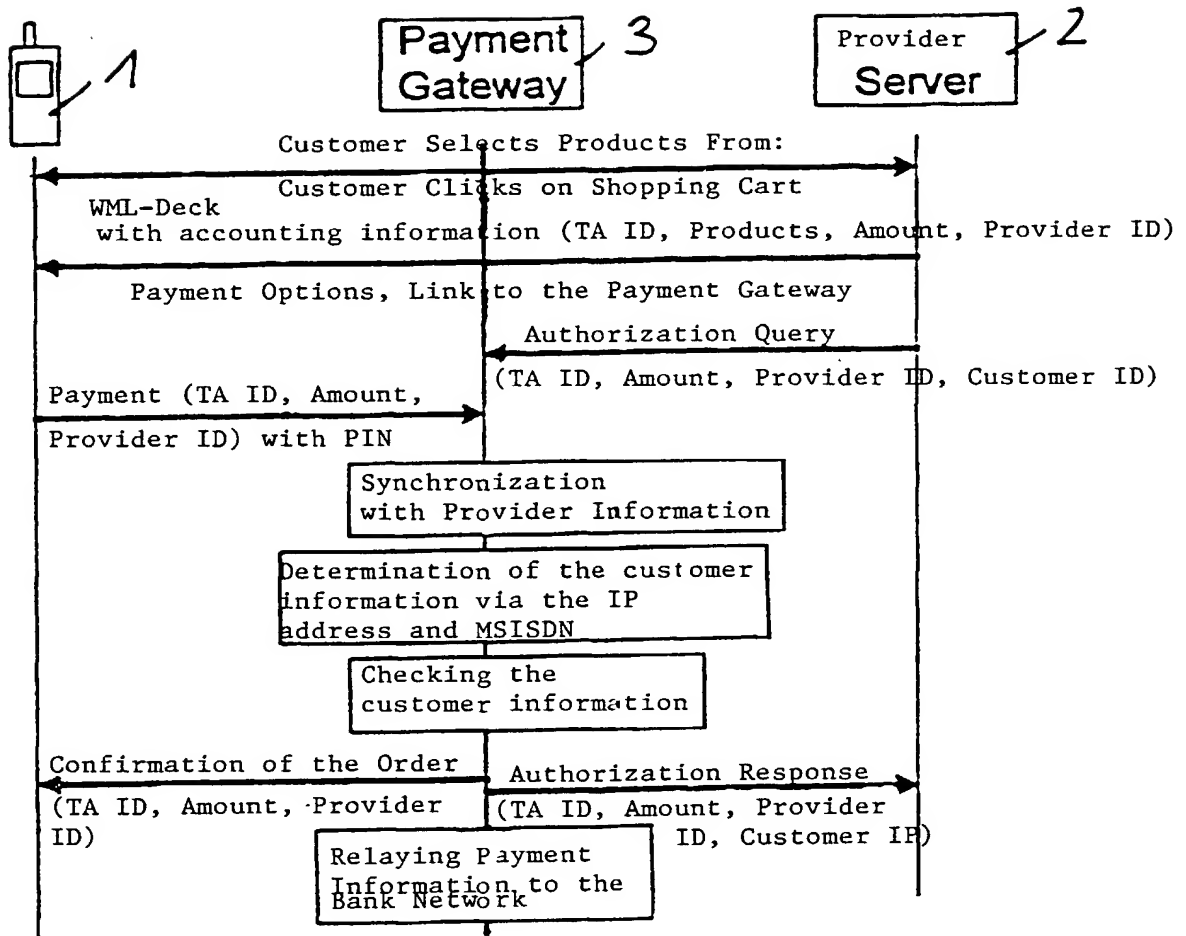 1
Payment
Gateway
3
Provider
Server
2
Customer Selects Products From:
Customer Clicks on Shopping Cart
WML-Deck
with accounting information (TA ID, Products, Amount, Provider ID)
Payment Options, Link to the Payment Gateway
Authorization Query
(TA ID, Amount, Provider ID, Customer ID)
Payment (TA ID, Amount,
Provider ID) with PIN
Synchronization
with Provider Information
Determination of the customer
information via the IP
address and MSISDN
Checking the
customer information
Confirmation of the Order
(TA ID, Amount, Provider
ID)
Authorization Response
(TA ID, Amount, Provider
ID, Customer IP)
Relaying Payment
Information to the
Bank Network